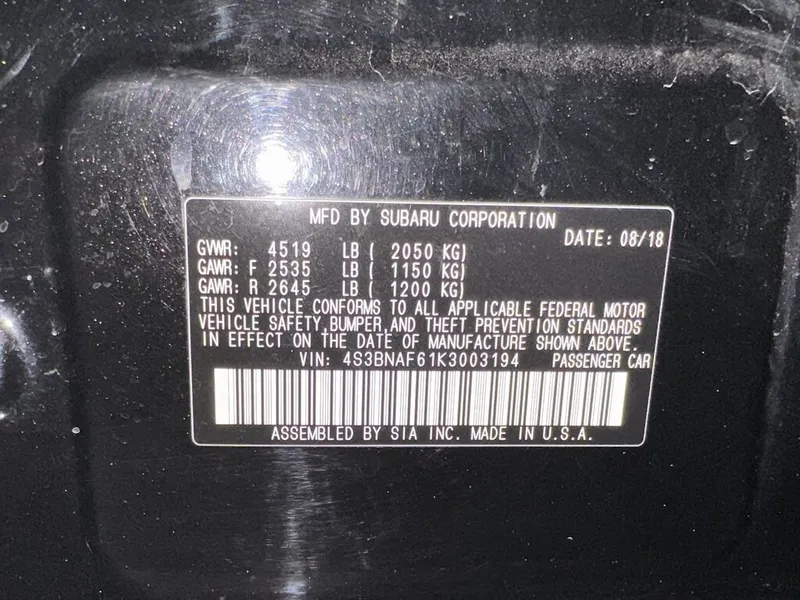 MFD BY SUBARU CORPORATION
DATE: 08/18
GVWR: 4519 LB ( 2050 KG)
GAWR: F 2535 LB ( 1150 KG)
GAWR: R 2645 LB ( 1200 KG)
THIS VEHICLE CONFORMS TO ALL APPLICABLE FEDERAL MOTOR
VEHICLE SAFETY, BUMPER, AND THEFT PREVENTION STANDARDS
IN EFFECT ON THE DATE OF MANUFACTURE SHOWN ABOVE.
VIN: 4S3BNAF61K3003194 PASSENGER CAR
ASSEMBLED BY SIA INC. MADE IN U.S.A.